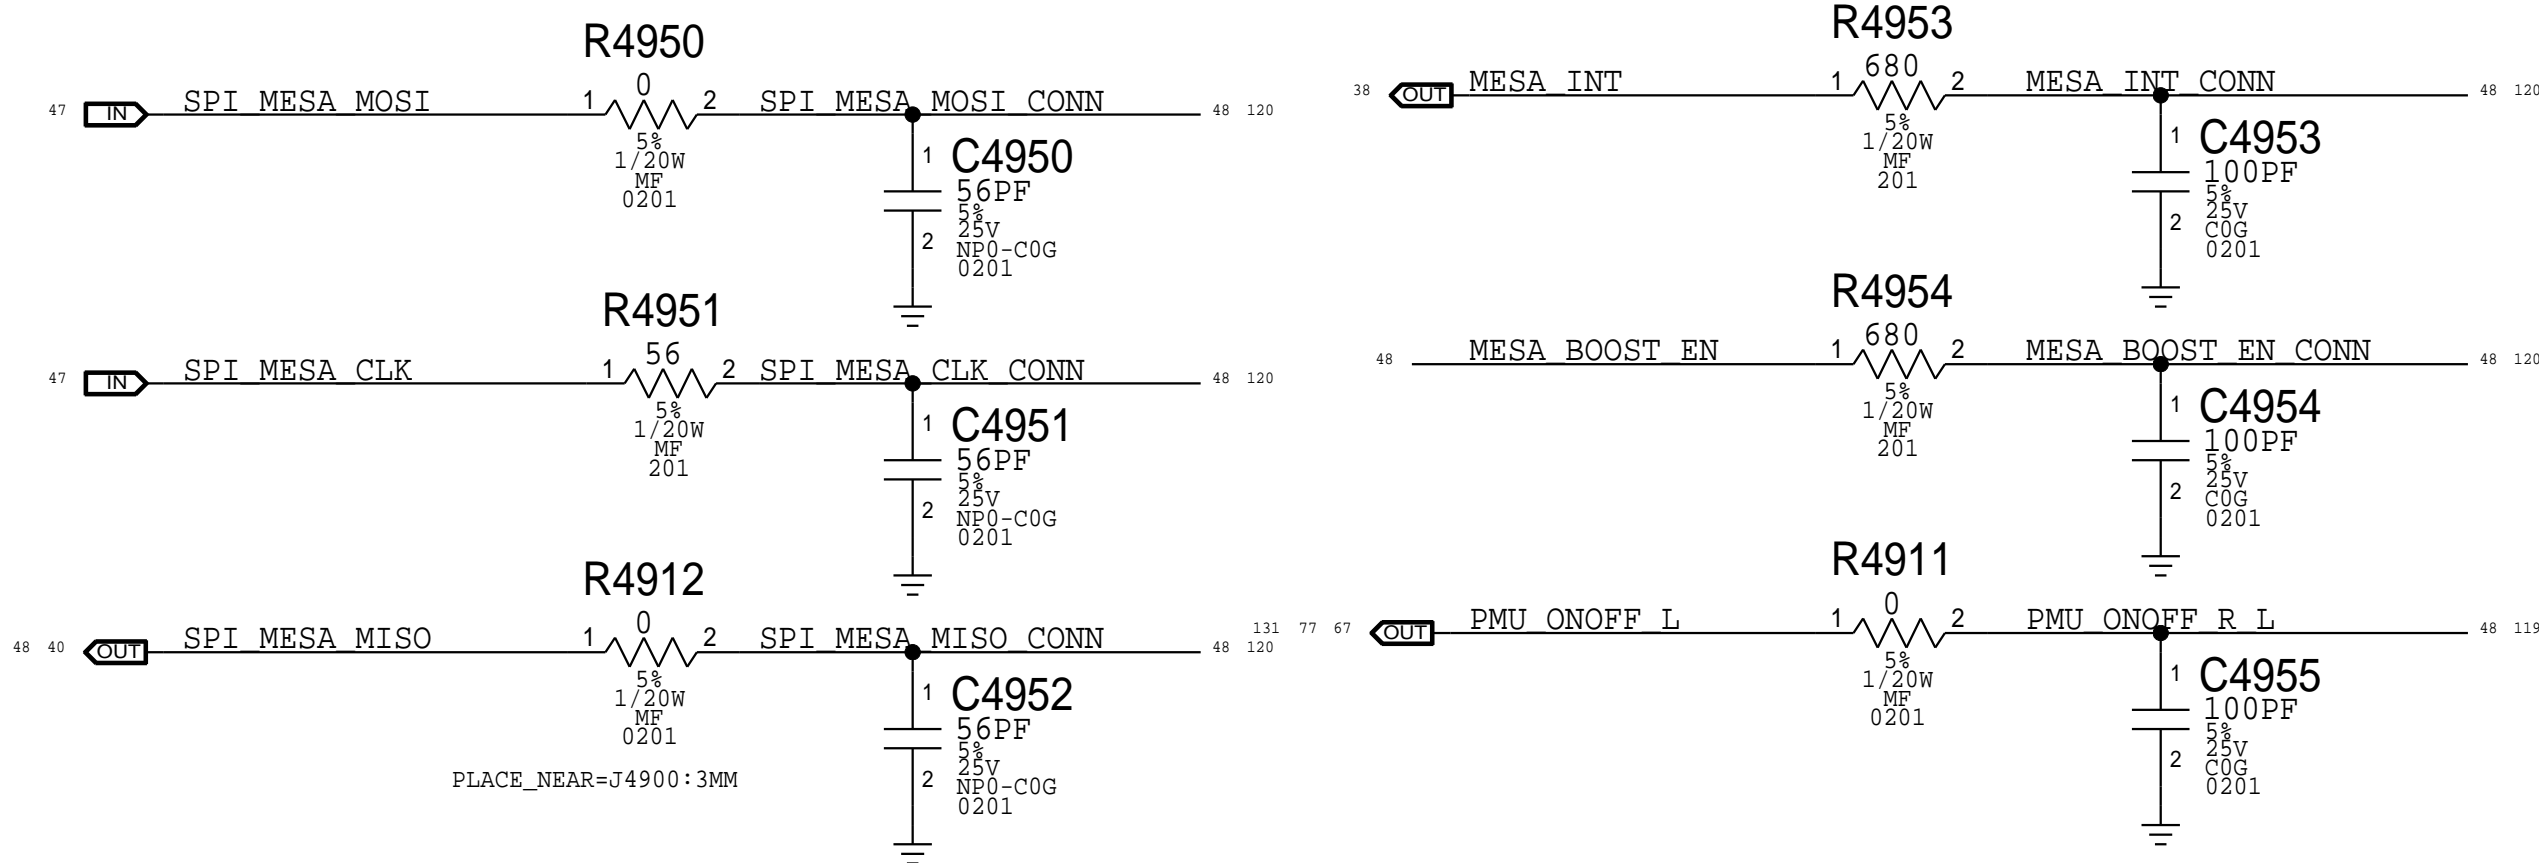 R4950
0
47 IN SPI_MESA_MOSI 1 2 SPI_MESA_MOSI_CONN 48 120
5%
1/20W
MF
0201
1 C4950
56PF
5%
25V
2 NP0-C0G
0201
R4951
56
47 IN SPI_MESA_CLK 1 2 SPI_MESA_CLK_CONN 48 120
5%
1/20W
MF
201
1 C4951
56PF
5%
25V
2 NP0-C0G
0201
R4912
0
48 40 OUT SPI_MESA_MISO 1 2 SPI_MESA_MISO_CONN 48 120
5%
1/20W
MF
0201
PLACE_NEAR=J4900:3MM
1 C4952
56PF
5%
25V
2 NP0-C0G
0201
R4953
680
38 OUT MESA_INT 1 2 MESA_INT_CONN 48 120
5%
1/20W
MF
201
1 C4953
100PF
5%
25V
2 C0G
0201
R4954
680
48 MESA_BOOST_EN 1 2 MESA_BOOST_EN_CONN 48 120
5%
1/20W
MF
201
1 C4954
100PF
5%
25V
2 C0G
0201
R4911
0
131 77 67 OUT PMU_ONOFF_L 1 2 PMU_ONOFF_R_L 48 119
5%
1/20W
MF
0201
1 C4955
100PF
5%
25V
2 C0G
0201